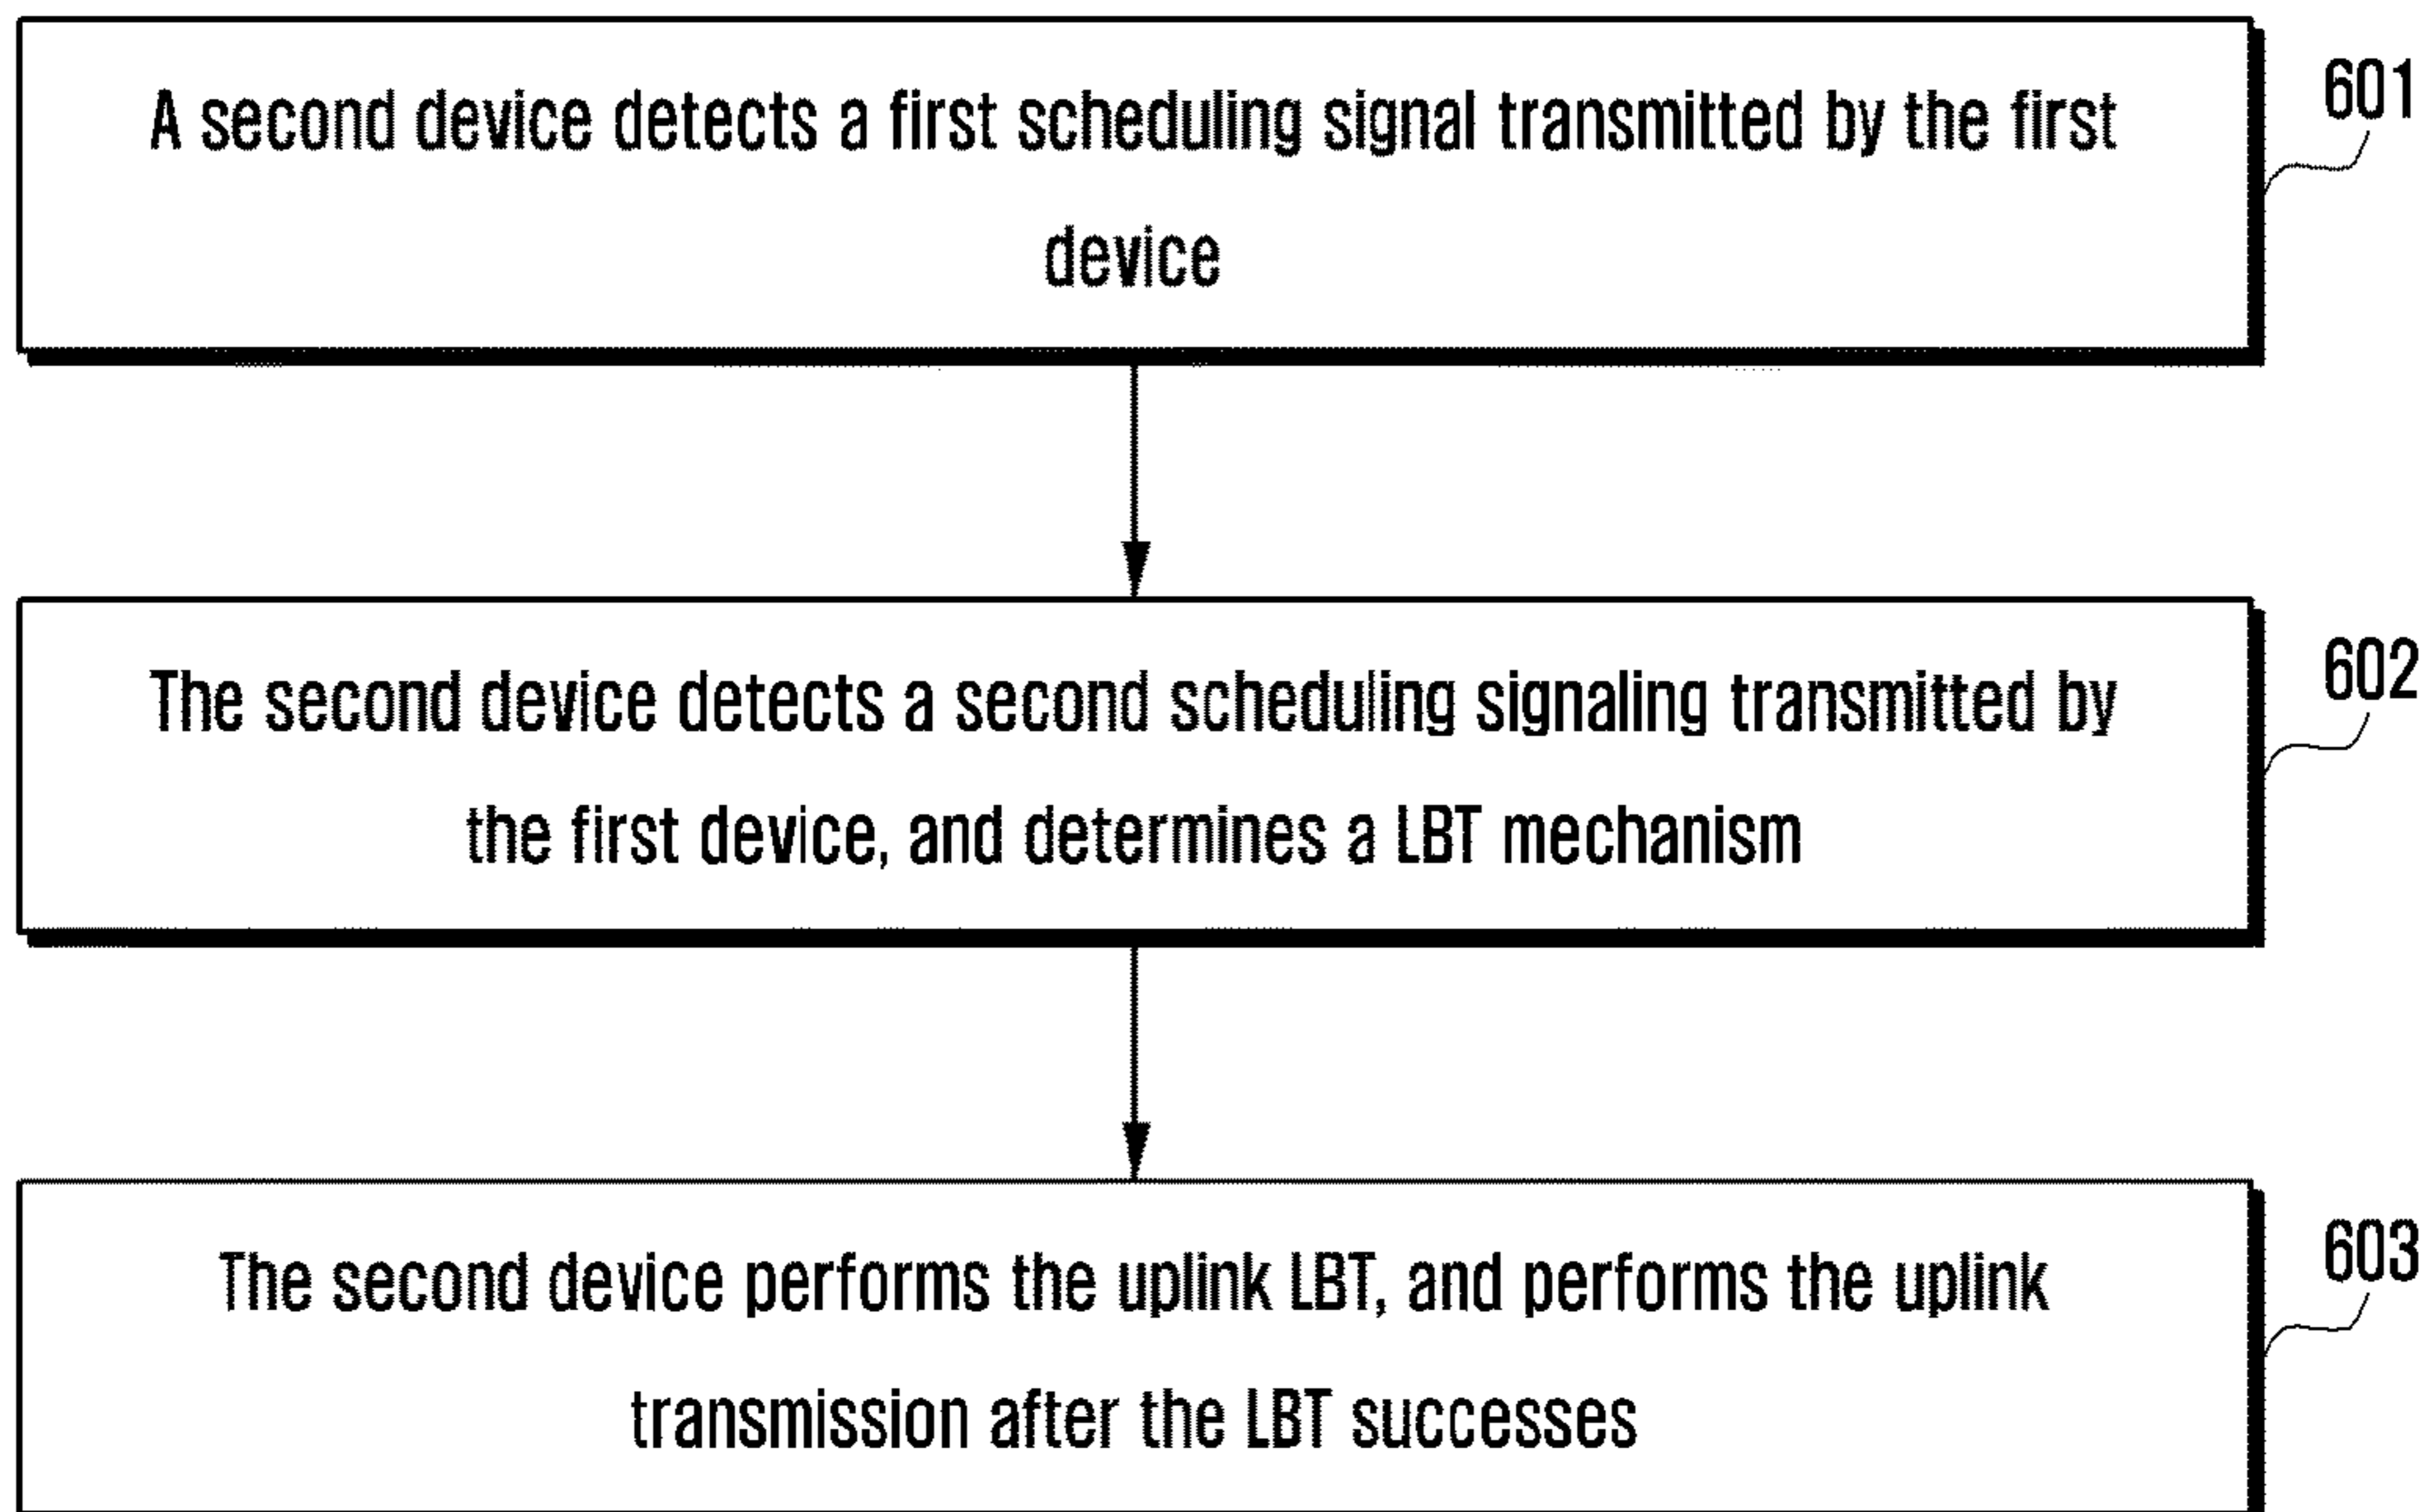 A second device detects a first scheduling signal transmitted by the first
device
601
The second device detects a second scheduling signaling transmitted by
the first device, and determines a LBT mechanism
602
The second device performs the uplink LBT, and performs the uplink
transmission after the LBT successes
603